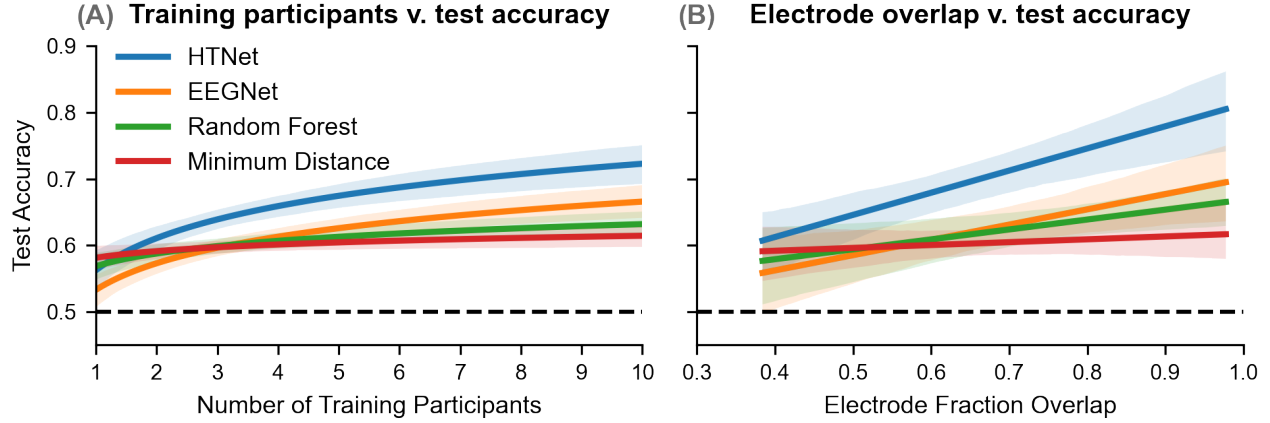 (A) Training participants v. test accuracy
0.9
0.8
0.7
0.6
0.5
Test Accuracy
HTNet
EEGNet
Random Forest
Minimum Distance
1 2 3 4 5 6 7 8 9 10
Number of Training Participants
(B) Electrode overlap v. test accuracy
0.3 0.4 0.5 0.6 0.7 0.8 0.9 1.0
Electrode Fraction Overlap